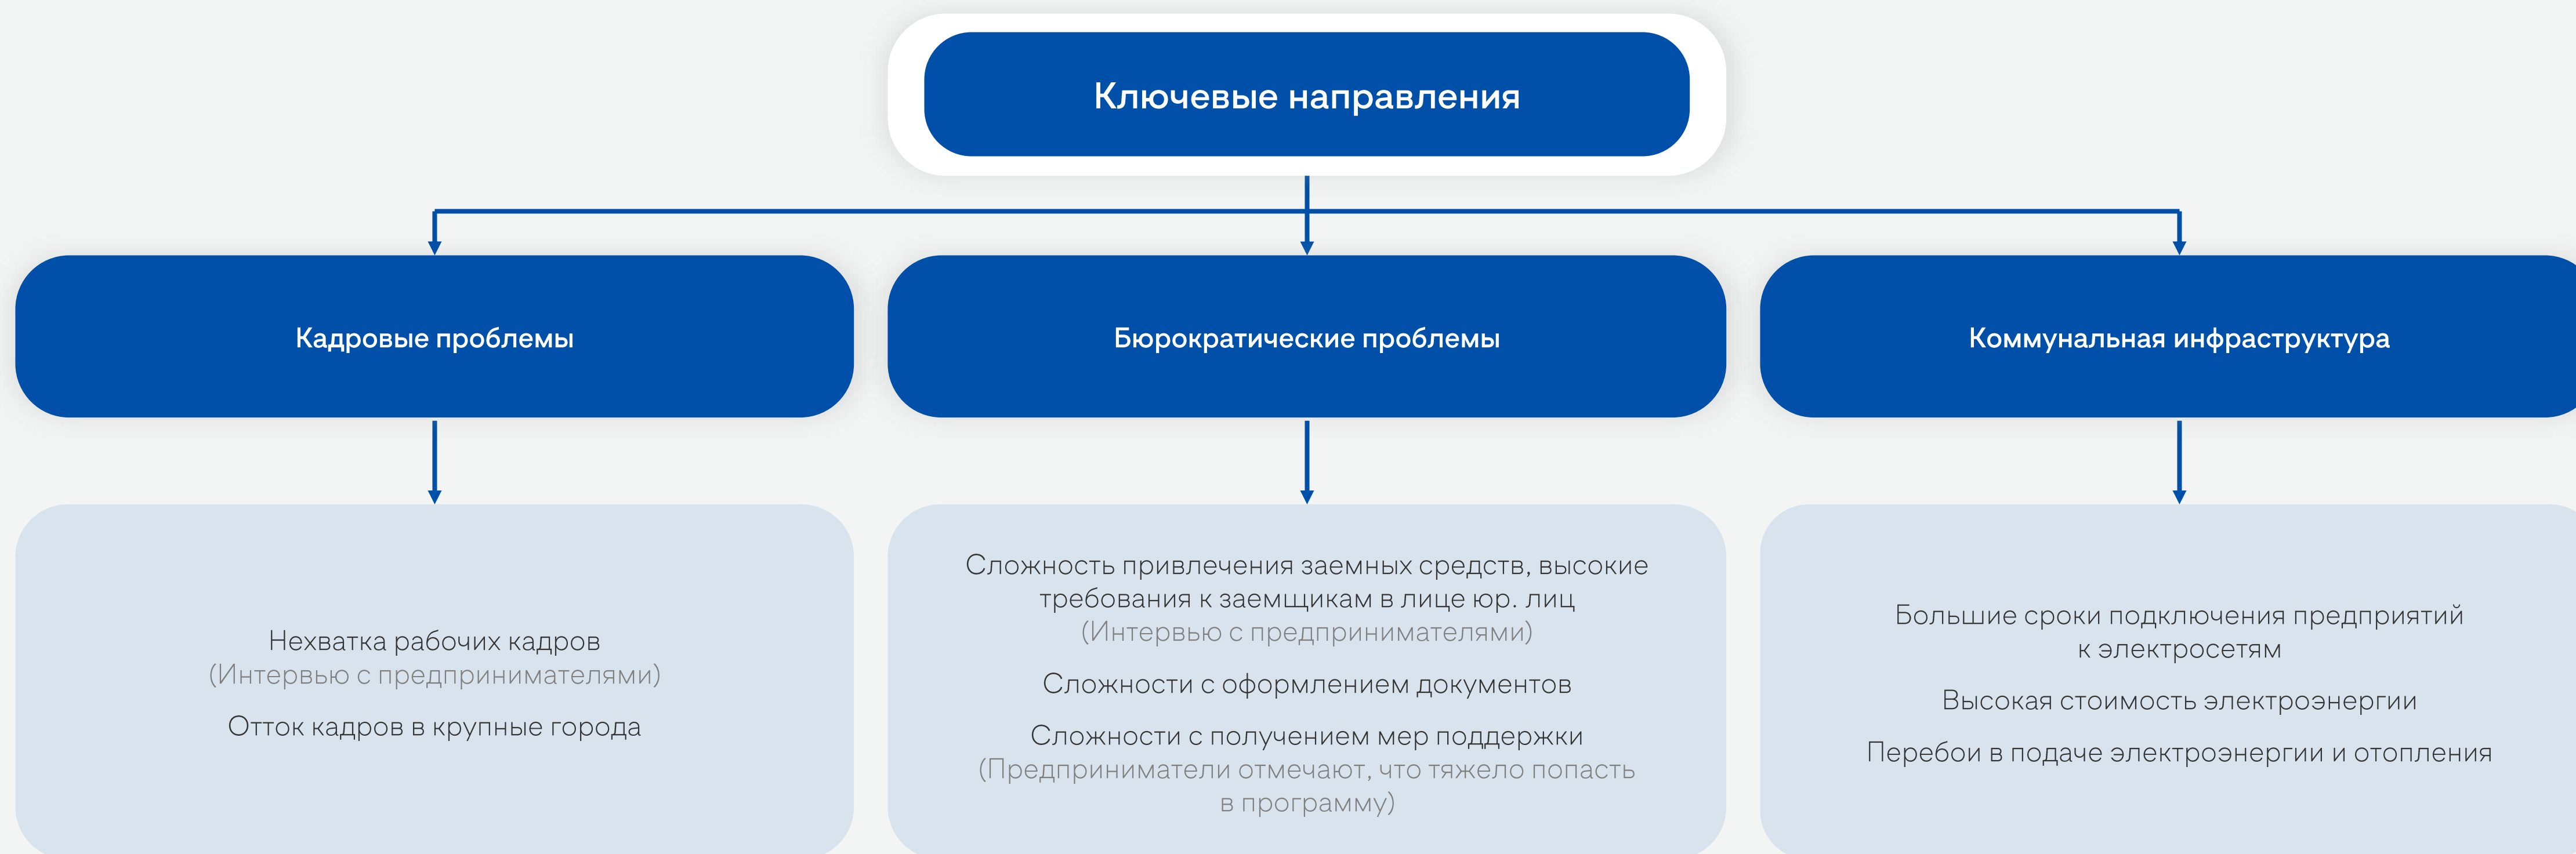 Ключевые направления
Кадровые проблемы
Бюрократические проблемы
Коммунальная инфраструктура
Нехватка рабочих кадров
(Интервью с предпринимателями)
Отток кадров в крупные города
Сложность привлечения заемных средств, высокие
требования к заемщикам в лице юр. лиц
(Интервью с предпринимателями)
Сложности с оформлением документов
Сложности с получением мер поддержки
(Предприниматели отмечают, что тяжело попасть
в программу)
Большие сроки подключения предприятий
к электросетям
Высокая стоимость электроэнергии
Перебои в подаче электроэнергии и отопления